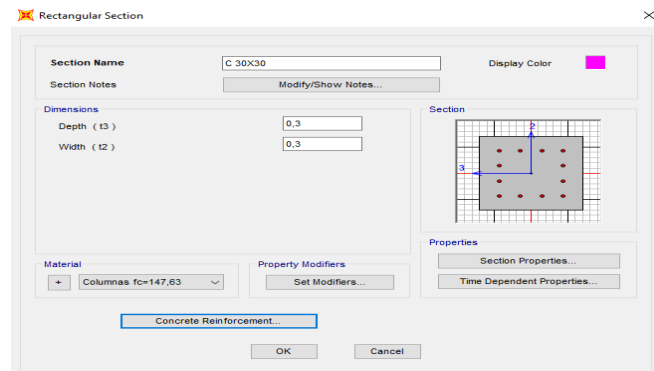 Rectangular Section
Section Name
C 30X30
Display Color
Section Notes
Modify/Show Notes...
Dimensions
Depth ( t3 )
0,3
Width ( t2 )
0,3
Section
2
3
Properties
Section Properties...
Time Dependent Properties...
Material
+
Columnas fc=147,63
Property Modifiers
Set Modifiers...
Concrete Reinforcement...
OK
Cancel